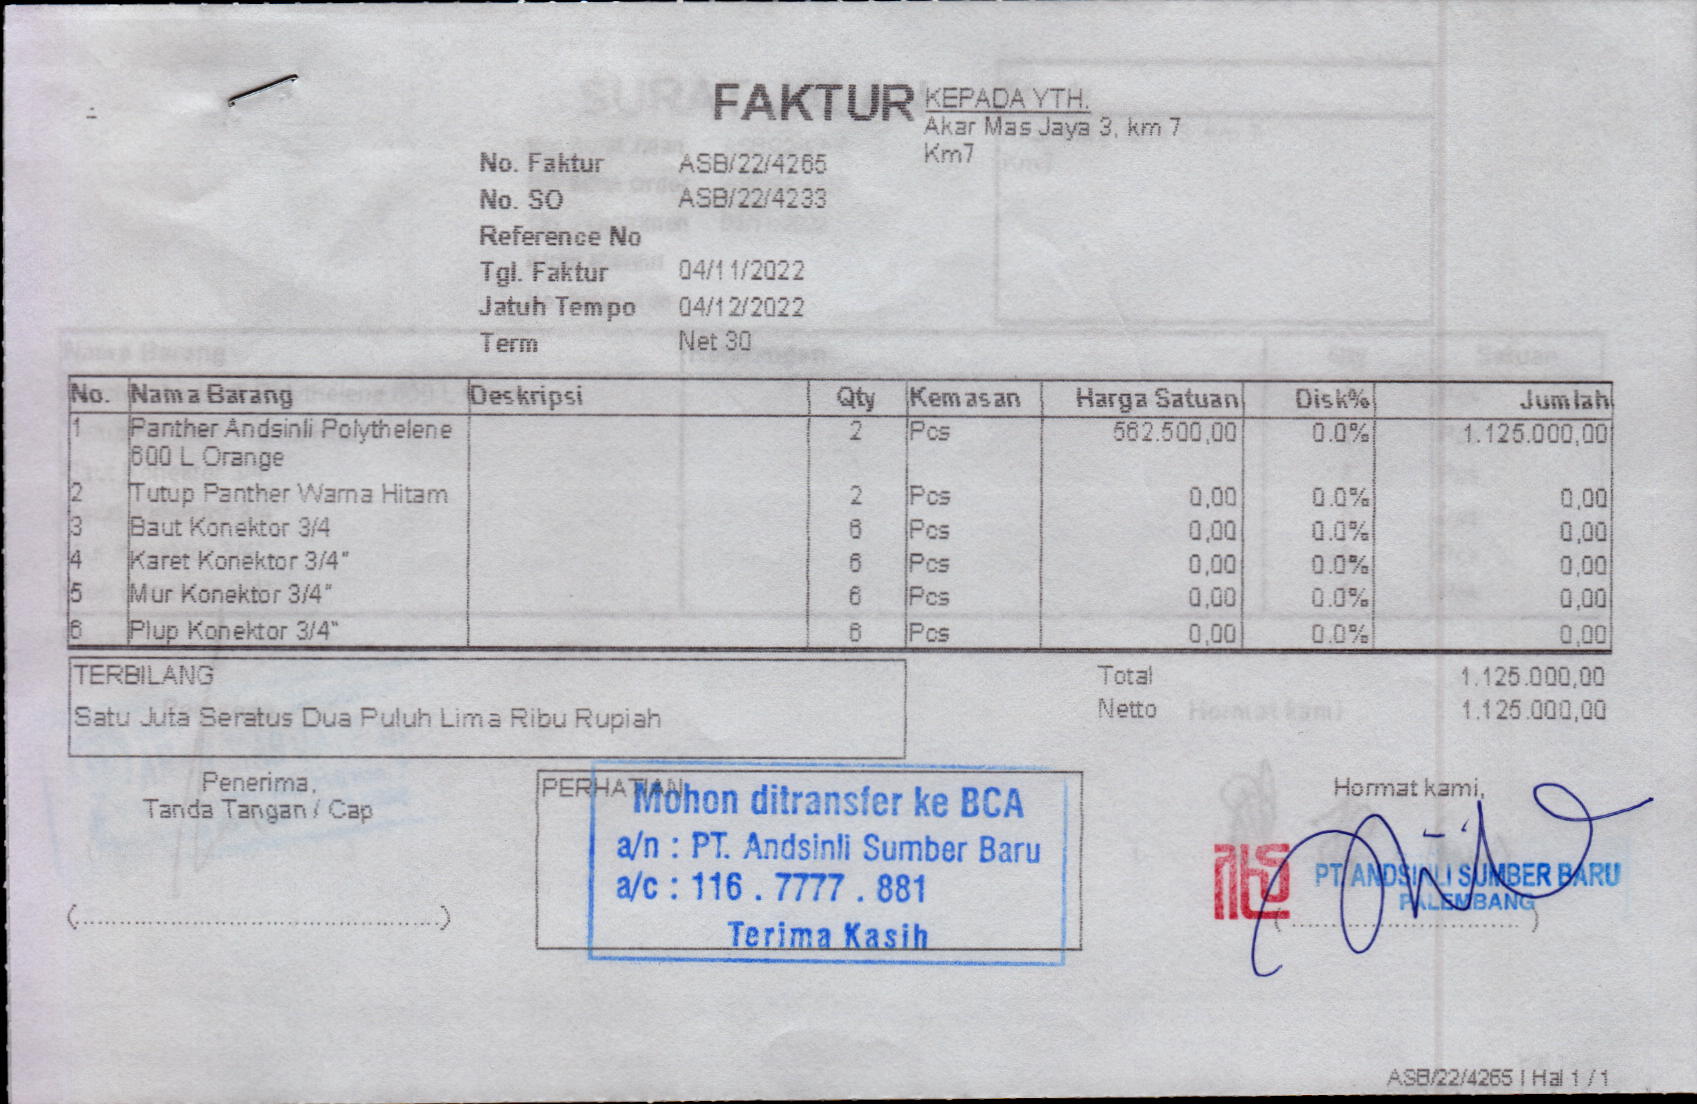 FAKTUR
KEPADA YTH.
Akar Mas Jaya 3, km 7
Km7
No. Faktur ASB/22/4265
No. SO ASB/22/4233
Reference No
Tgl. Faktur 04/11/2022
Jatuh Tempo 04/12/2022
Term Net 30
No. Nama Barang Deskripsi Qty Kemasan Harga Satuan Disk% Jumlah
1 Panther Andsinli Polythelene 2 Pcs 562.500,00 0.0% 1.125.000,00
600 L Orange
2 Tutup Panther Warna Hitam 2 Pcs 0,00 0.0% 0,00
3 Baut Konektor 3/4 6 Pcs 0,00 0.0% 0,00
4 Karet Konektor 3/4" 6 Pcs 0,00 0.0% 0,00
5 Mur Konektor 3/4" 6 Pcs 0,00 0.0% 0,00
6 Plup Konektor 3/4" 6 Pcs 0,00 0.0% 0,00
TERBILANG
Satu Juta Seratus Dua Puluh Lima Ribu Rupiah
Total 1.125.000,00
Netto 1.125.000,00
Penerima,
Tanda Tangan / Cap
(........................................)
PERHATIAN
Mohon ditransfer ke BCA
a/n : PT. Andsinli Sumber Baru
a/c : 116 . 7777 . 881
Terima Kasih
Hormat kami,
PT. ANDSINLI SUMBER BARU
PALEMBANG
(..............................)
ASB/22/4265 | Hal 1 / 1